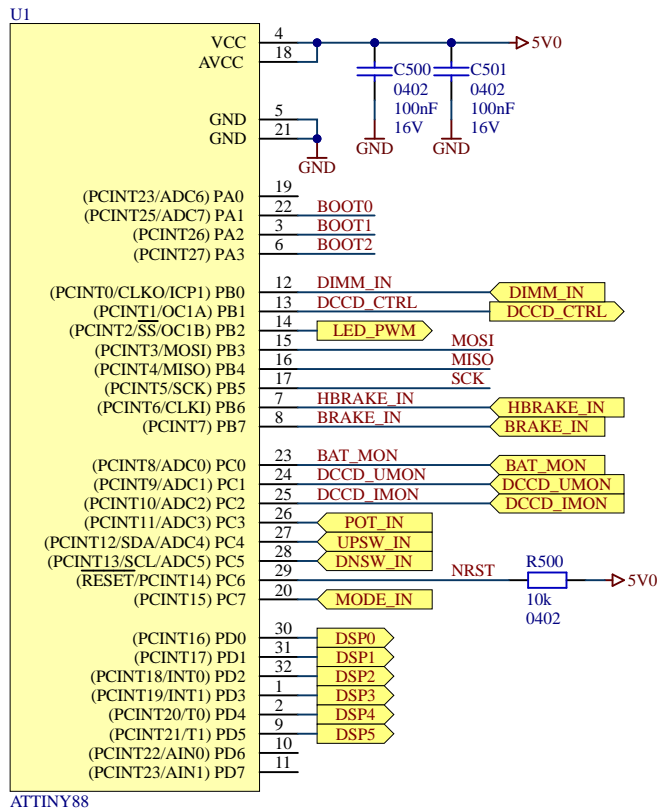 U1
VCC 4 5V0
AVCC 18
C500 C501
0402 0402
100nF 100nF
16V 16V
GND 5
GND 21
GND GND GND
(PCINT23/ADC6) PA0 19
(PCINT25/ADC7) PA1 22 BOOT0
(PCINT26) PA2 3 BOOT1
(PCINT27) PA3 6 BOOT2
(PCINT0/CLKO/ICP1) PB0 12 DIMM_IN DIMM_IN
(PCINT1/OC1A) PB1 13 DCCD_CTRL DCCD_CTRL
(PCINT2/SS/OC1B) PB2 14 LED_PWM
(PCINT3/MOSI) PB3 15 MOSI
(PCINT4/MISO) PB4 16 MISO
(PCINT5/SCK) PB5 17 SCK
(PCINT6/CLKI) PB6 7 HBRAKE_IN HBRAKE_IN
(PCINT7) PB7 8 BRAKE_IN BRAKE_IN
(PCINT8/ADC0) PC0 23 BAT_MON BAT_MON
(PCINT9/ADC1) PC1 24 DCCD_UMON DCCD_UMON
(PCINT10/ADC2) PC2 25 DCCD_IMON DCCD_IMON
(PCINT11/ADC3) PC3 26 POT_IN
(PCINT12/SDA/ADC4) PC4 27 UPSW_IN
(PCINT13/SCL/ADC5) PC5 28 DNSW_IN
(RESET/PCINT14) PC6 29 NRST R500 5V0
10k
0402
(PCINT15) PC7 20 MODE_IN
(PCINT16) PD0 30 DSP0
(PCINT17) PD1 31 DSP1
(PCINT18/INT0) PD2 32 DSP2
(PCINT19/INT1) PD3 1 DSP3
(PCINT20/T0) PD4 2 DSP4
(PCINT21/T1) PD5 9 DSP5
(PCINT22/AIN0) PD6 10
(PCINT23/AIN1) PD7 11
ATTINY88